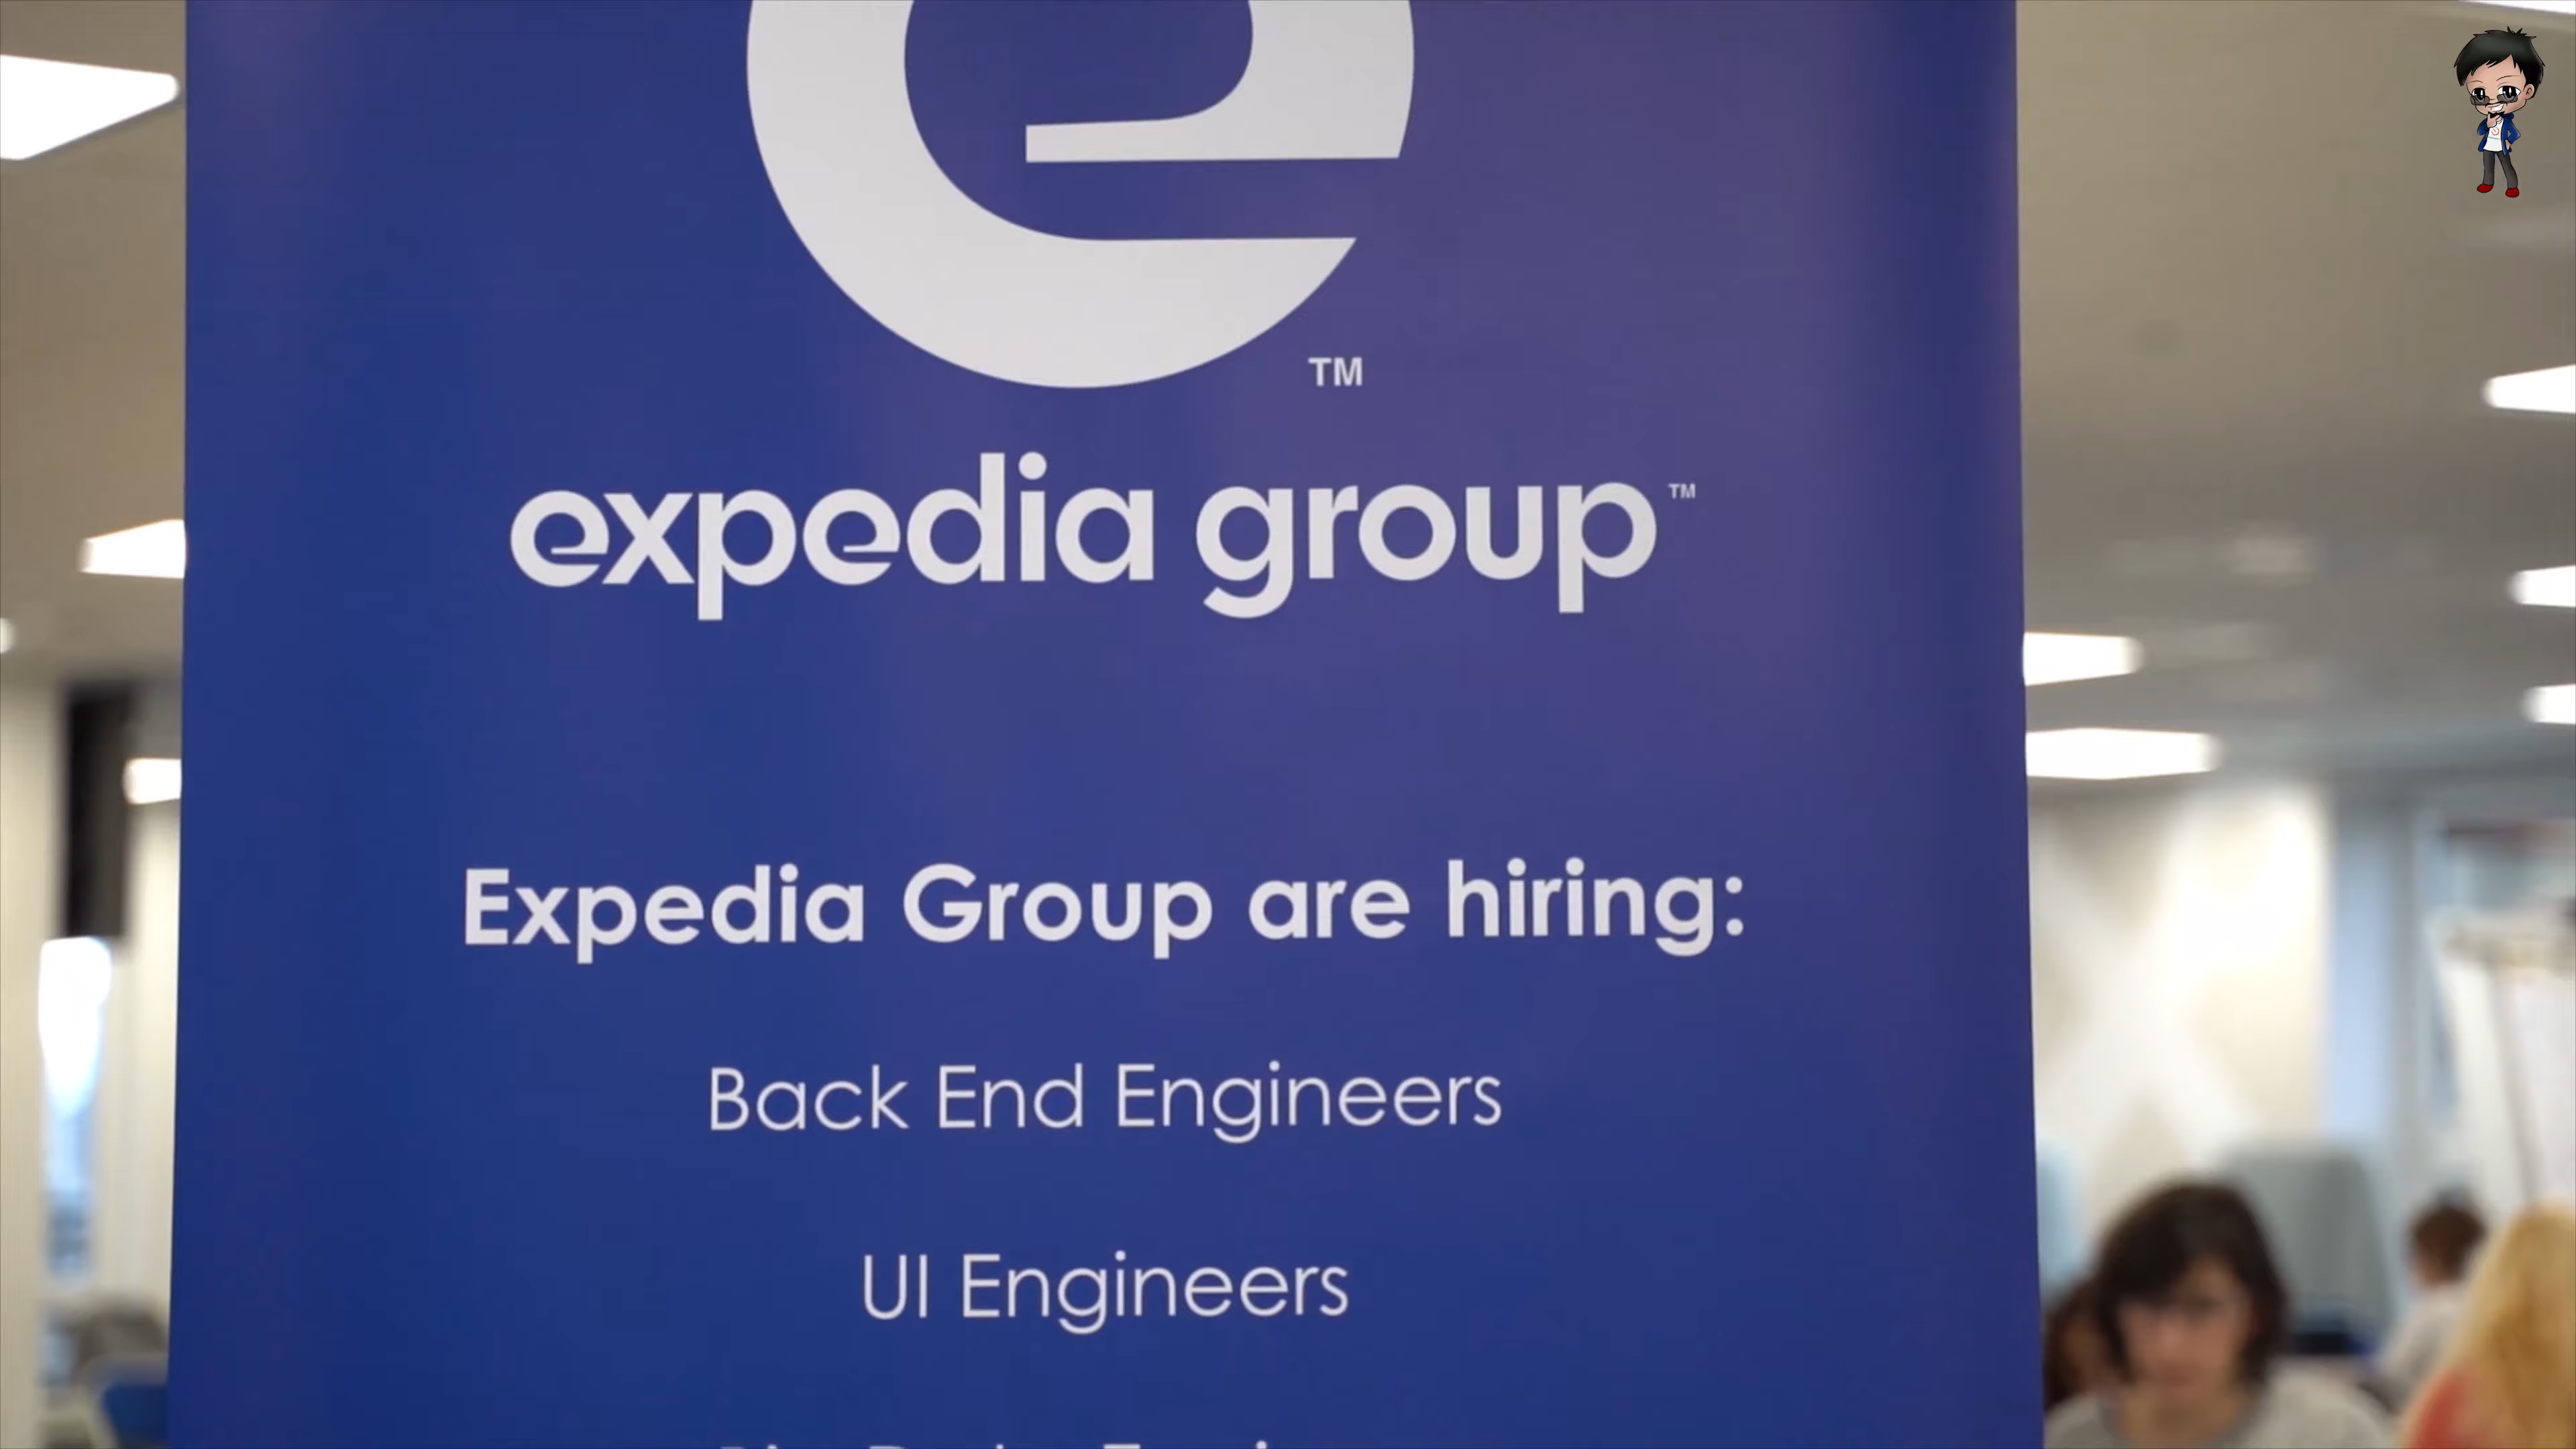 TM
expedia group™
Expedia Group are hiring:
Back End Engineers
UI Engineers